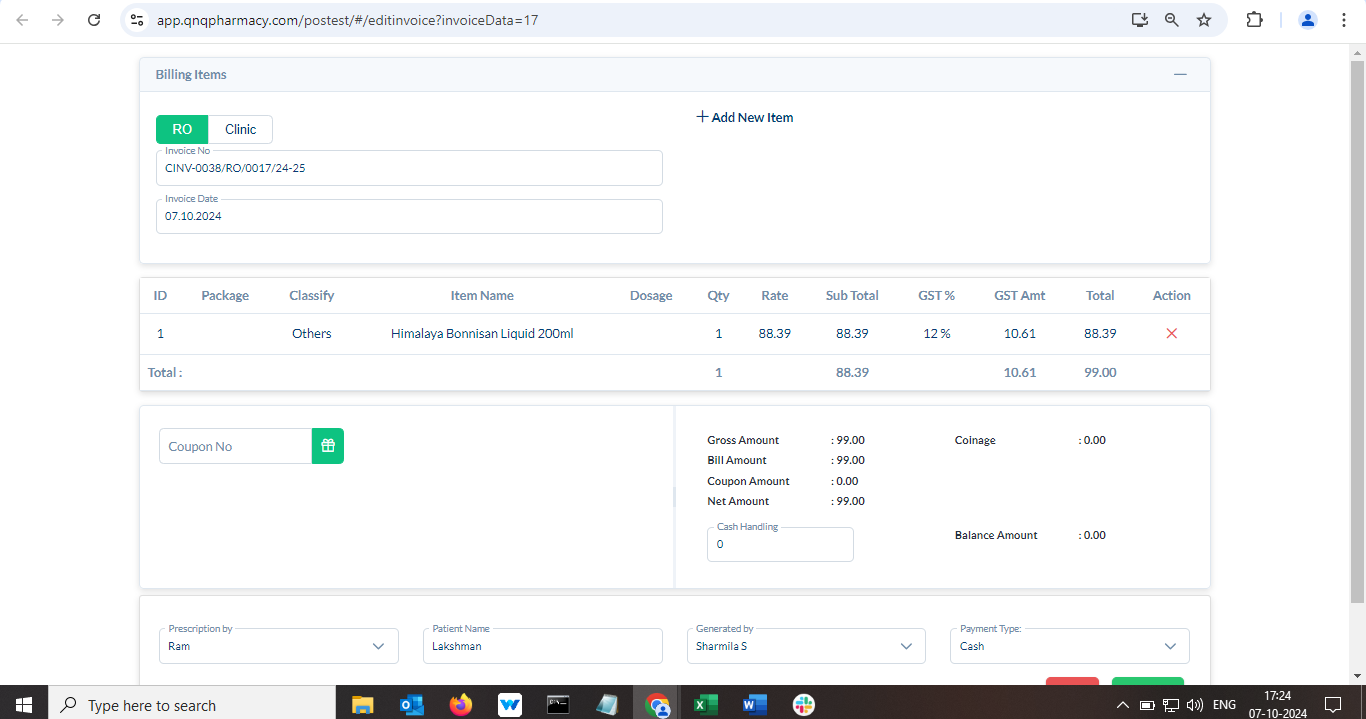 app.qnqpharmacy.com/postest/#/editinvoice?invoiceData=17
Billing Items
RO Clinic
+ Add New Item
Invoice No
CINV-0038/RO/0017/24-25
Invoice Date
07.10.2024
ID Package Classify Item Name Dosage Qty Rate Sub Total GST % GST Amt Total Action
1 Others Himalaya Bonnisan Liquid 200ml 1 88.39 88.39 12 % 10.61 88.39
Total : 1 88.39 10.61 99.00
Coupon No
Gross Amount : 99.00 Coinage : 0.00
Bill Amount : 99.00
Coupon Amount : 0.00
Net Amount : 99.00
Cash Handling
0
Balance Amount : 0.00
Prescription by Patient Name Generated by Payment Type:
Ram Lakshman Sharmila S Cash
Type here to search
ENG
17:24
07-10-2024